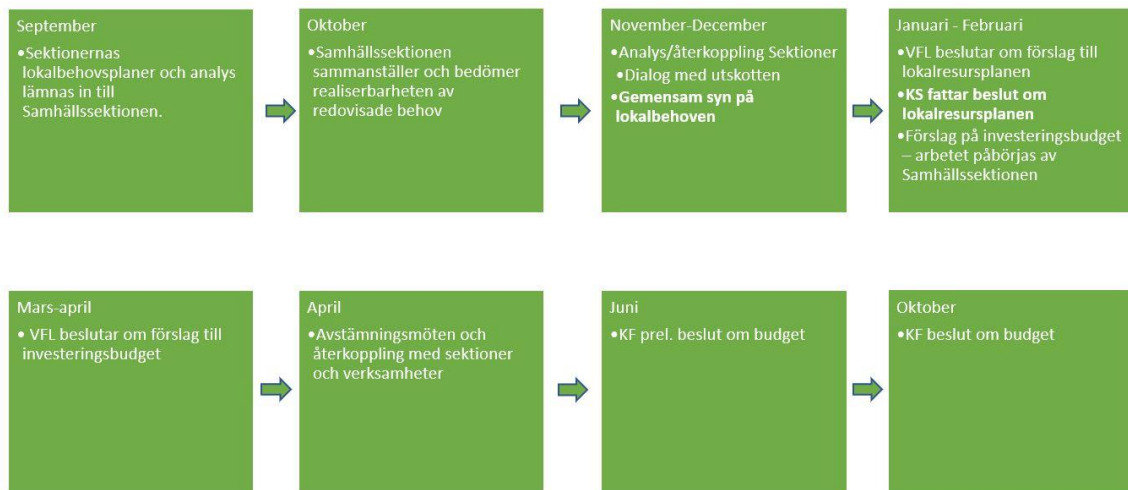 September
•Sektionernas
lokalbehovsplaner och analys
lämnas in till
Samhällssektionen.
Oktober
•Samhällssektionen
sammanställer och bedömer
realiserbarheten av
redovisade behov
November-December
•Analys/återkoppling Sektioner
•Dialog med utskotten
•Gemensam syn på
lokalbehoven
Januari - Februari
•VFL beslutar om förslag till
lokalresursplanen
•KS fattar beslut om
lokalresursplanen
•Förslag på investeringsbudget
– arbetet påbörjas av
Samhällssektionen
Mars-april
• VFL beslutar om förslag till
investeringsbudget
April
•Avstämningsmöten och
återkoppling med sektioner
och verksamheter
Juni
•KF prel. beslut om budget
Oktober
•KF beslut om budget